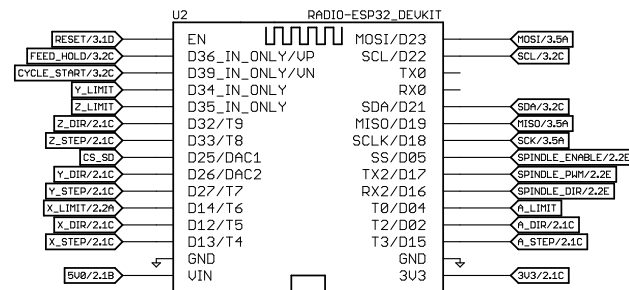 U2 RADIO-ESP32_DEVKIT
RESET/3.1D EN MOSI/D23 MOSI/3.5A
FEED_HOLD/3.2C D36_IN_ONLY/VP SCL/D22 SCL/3.2C
CYCLE_START/3.2C D39_IN_ONLY/VN TX0
Y_LIMIT D34_IN_ONLY RX0
Z_LIMIT D35_IN_ONLY SDA/D21 SDA/3.2C
Z_DIR/2.1C D32/T9 MISO/D19 MISO/3.5A
Z_STEP/2.1C D33/T8 SCLK/D18 SCK/3.5A
CS_SD D25/DAC1 SS/D05 SPINDLE_ENABLE/2.2E
Y_DIR/2.1C D26/DAC2 TX2/D17 SPINDLE_PWM/2.2E
Y_STEP/2.1C D27/T7 RX2/D16 SPINDLE_DIR/2.2E
X_LIMIT/2.2A D14/T6 T0/D04 A_LIMIT
X_DIR/2.1C D12/T5 T2/D02 A_DIR/2.1C
X_STEP/2.1C D13/T4 T3/D15 A_STEP/2.1C
GND GND
5V0/2.1B VIN 3V3 3V3/2.1C